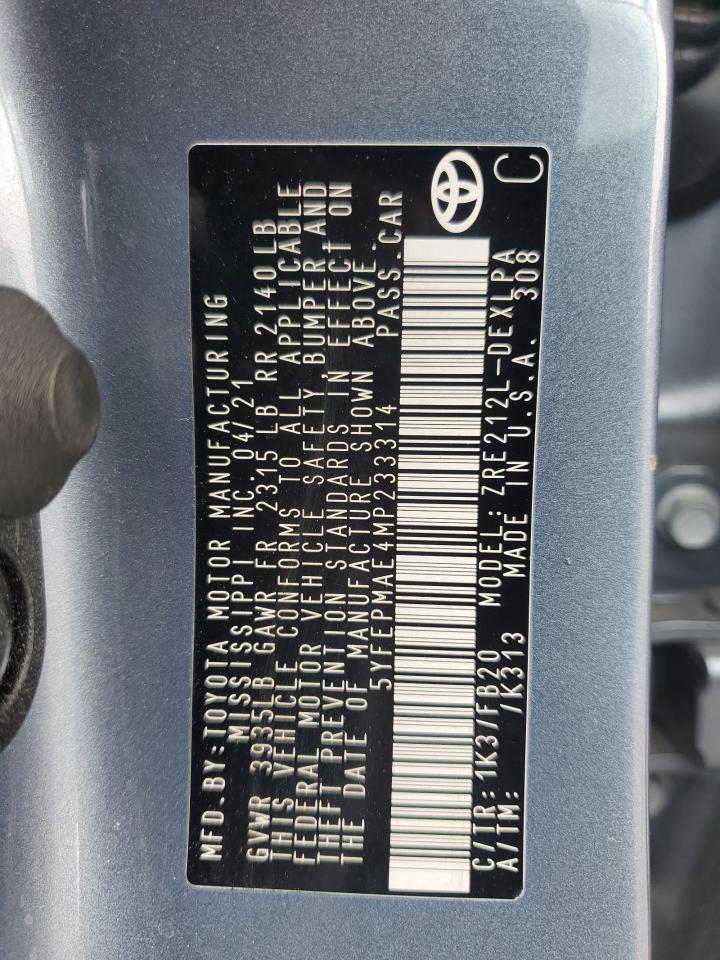 MFD.BY:TOYOTA MOTOR MANUFACTURING
MISSISSIPPI INC. 04/21
GVWR 3935LB GAWR FR 2315 LB RR 2140LB
THIS VEHICLE CONFORMS TO ALL APPLICABLE
FEDERAL MOTOR VEHICLE SAFETY,BUMPER,AND
THEFT PREVENTION STANDARDS IN EFFECT ON
THE DATE OF MANUFACTURE SHOWN ABOVE.
5YFEPMAE4MP233314 PASS.CAR
C/TR:1K3/FB20 MODEL:ZRE212L-DEXLPA
A/TM: /K313 MADE IN U.S.A. 308
C